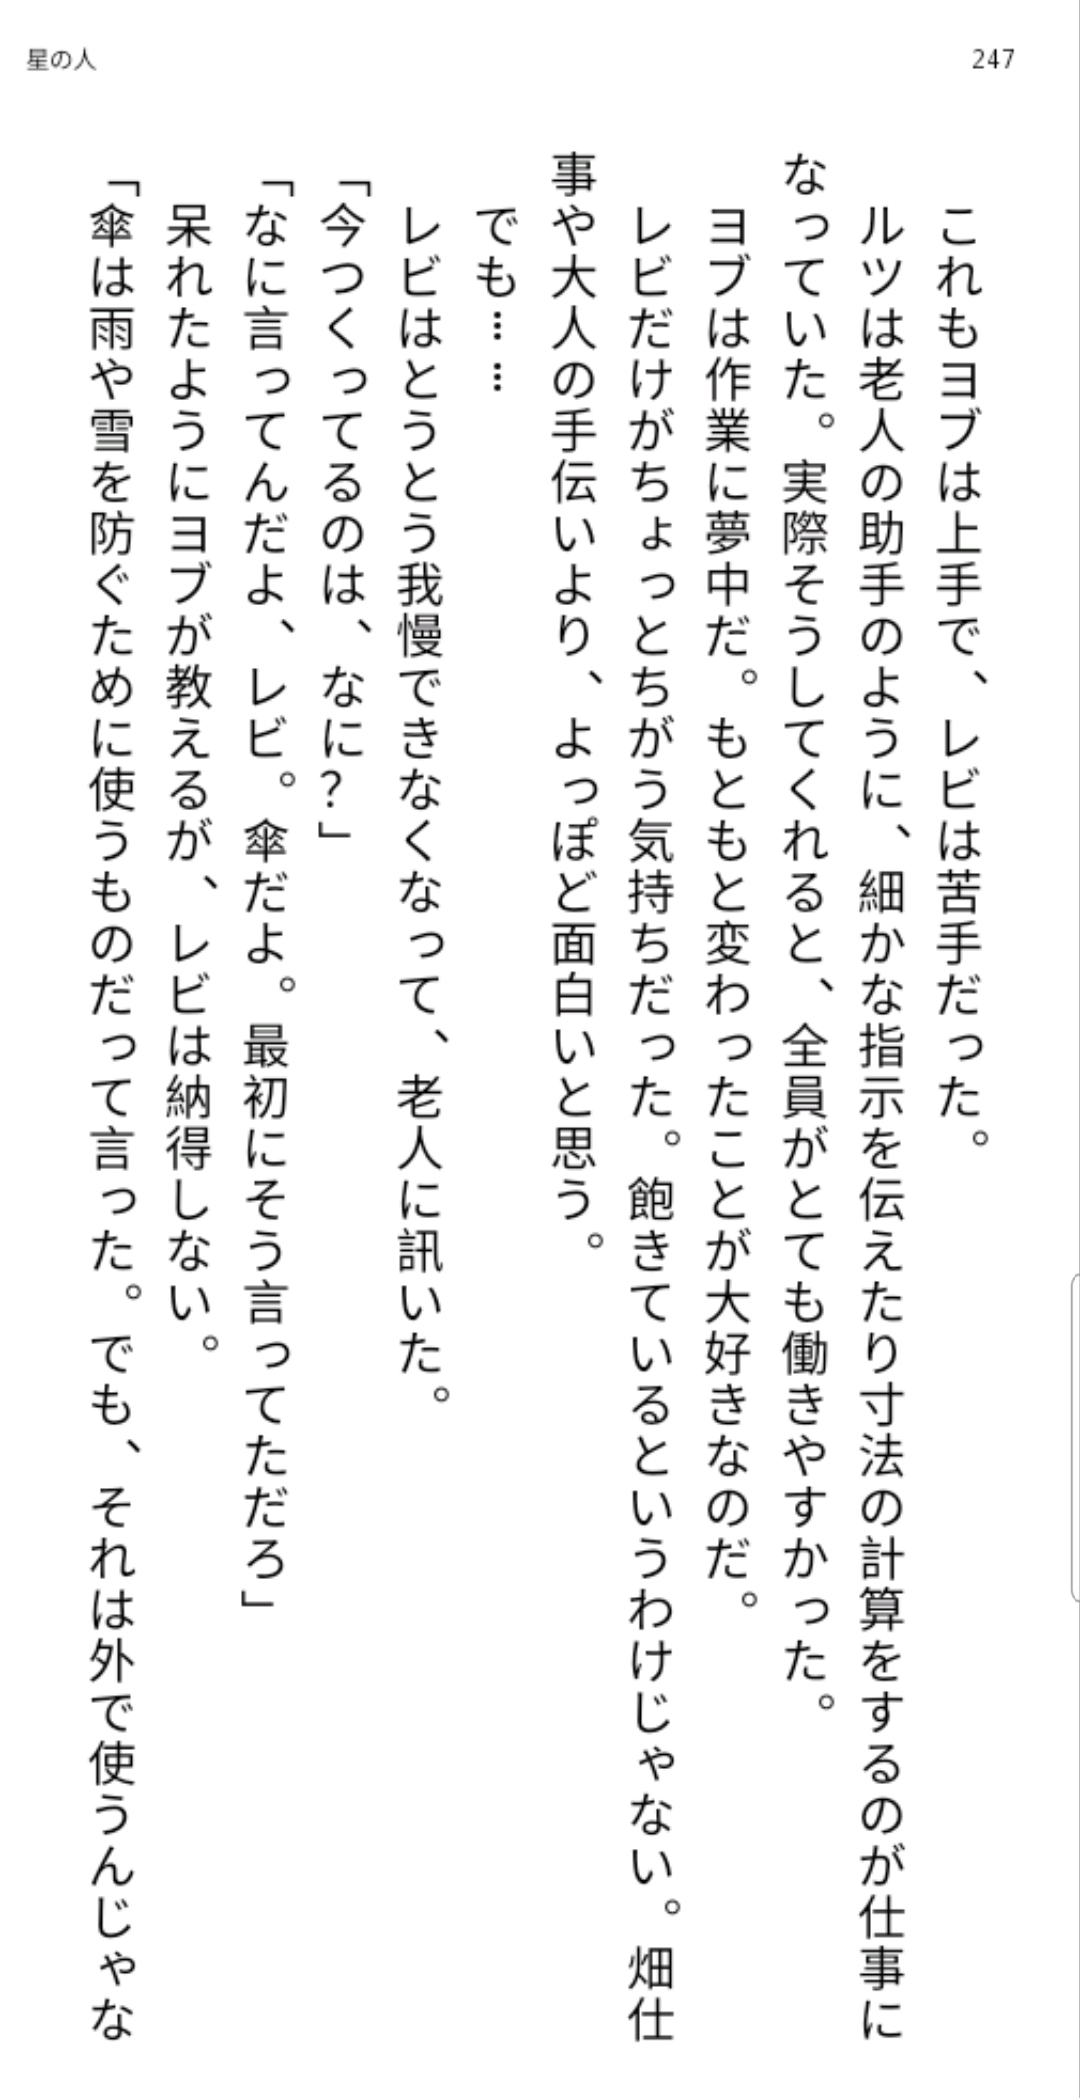 星の人
247
これもヨブは上手で、レビは苦手だった。
ルツは老人の助手のように、細かな指示を伝えたり寸法の計算をするのが仕事に
なっていた。実際そうしてくれると、全員がとても働きやすかった。
ヨブは作業に夢中だ。もともと変わったことが大好きなのだ。
レビだけがちょっとちがう気持ちだった。飽きているというわけじゃない。畑仕
事や大人の手伝いより、よっぽど面白いと思う。
でも……
レビはとうとう我慢できなくなって、老人に訊いた。
「今つくってるのは、なに？」
「なに言ってんだよ、レビ。傘だよ。最初にそう言ってただろ」
呆れたようにヨブが教えるが、レビは納得しない。
「傘は雨や雪を防ぐために使うものだって言った。でも、それは外で使うんじゃな